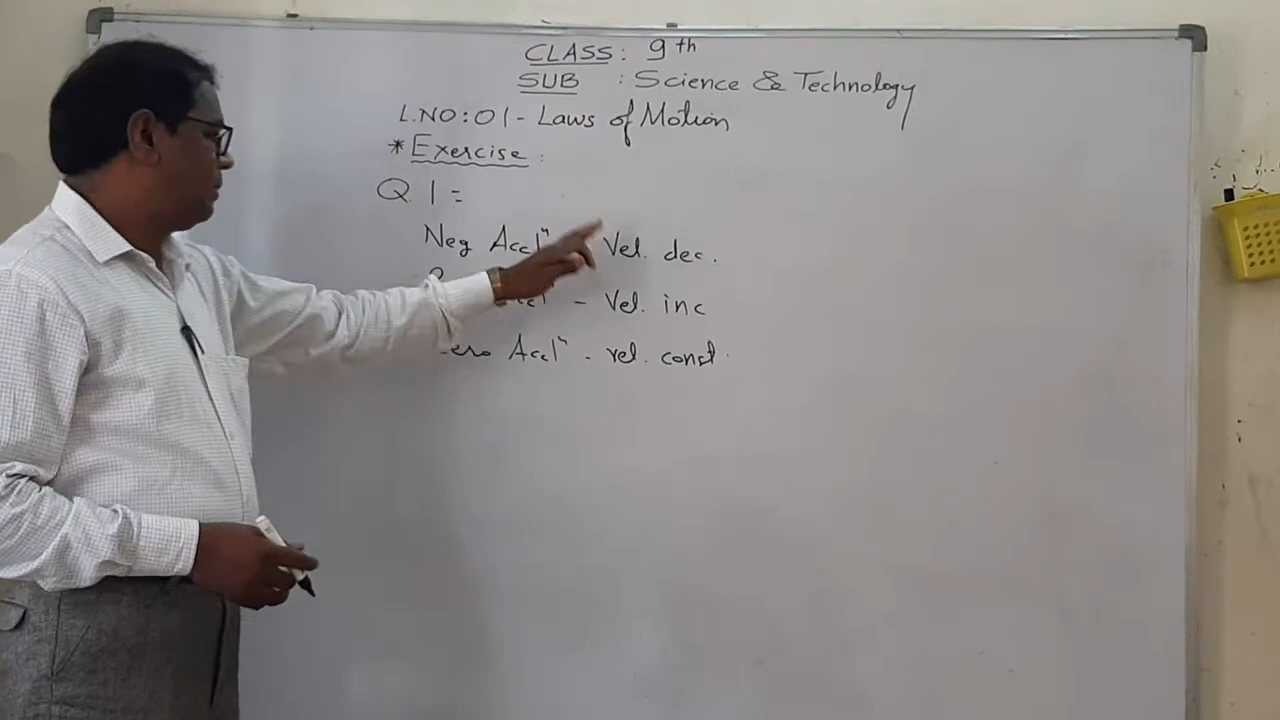 CLASS: 9th
SUB : Science & Technology
L.NO:01 - Laws of Motion
* Exercise :
Q. 1 =
Neg Accln Vel. dec.
- Vel. inc
Accln - vel. const.